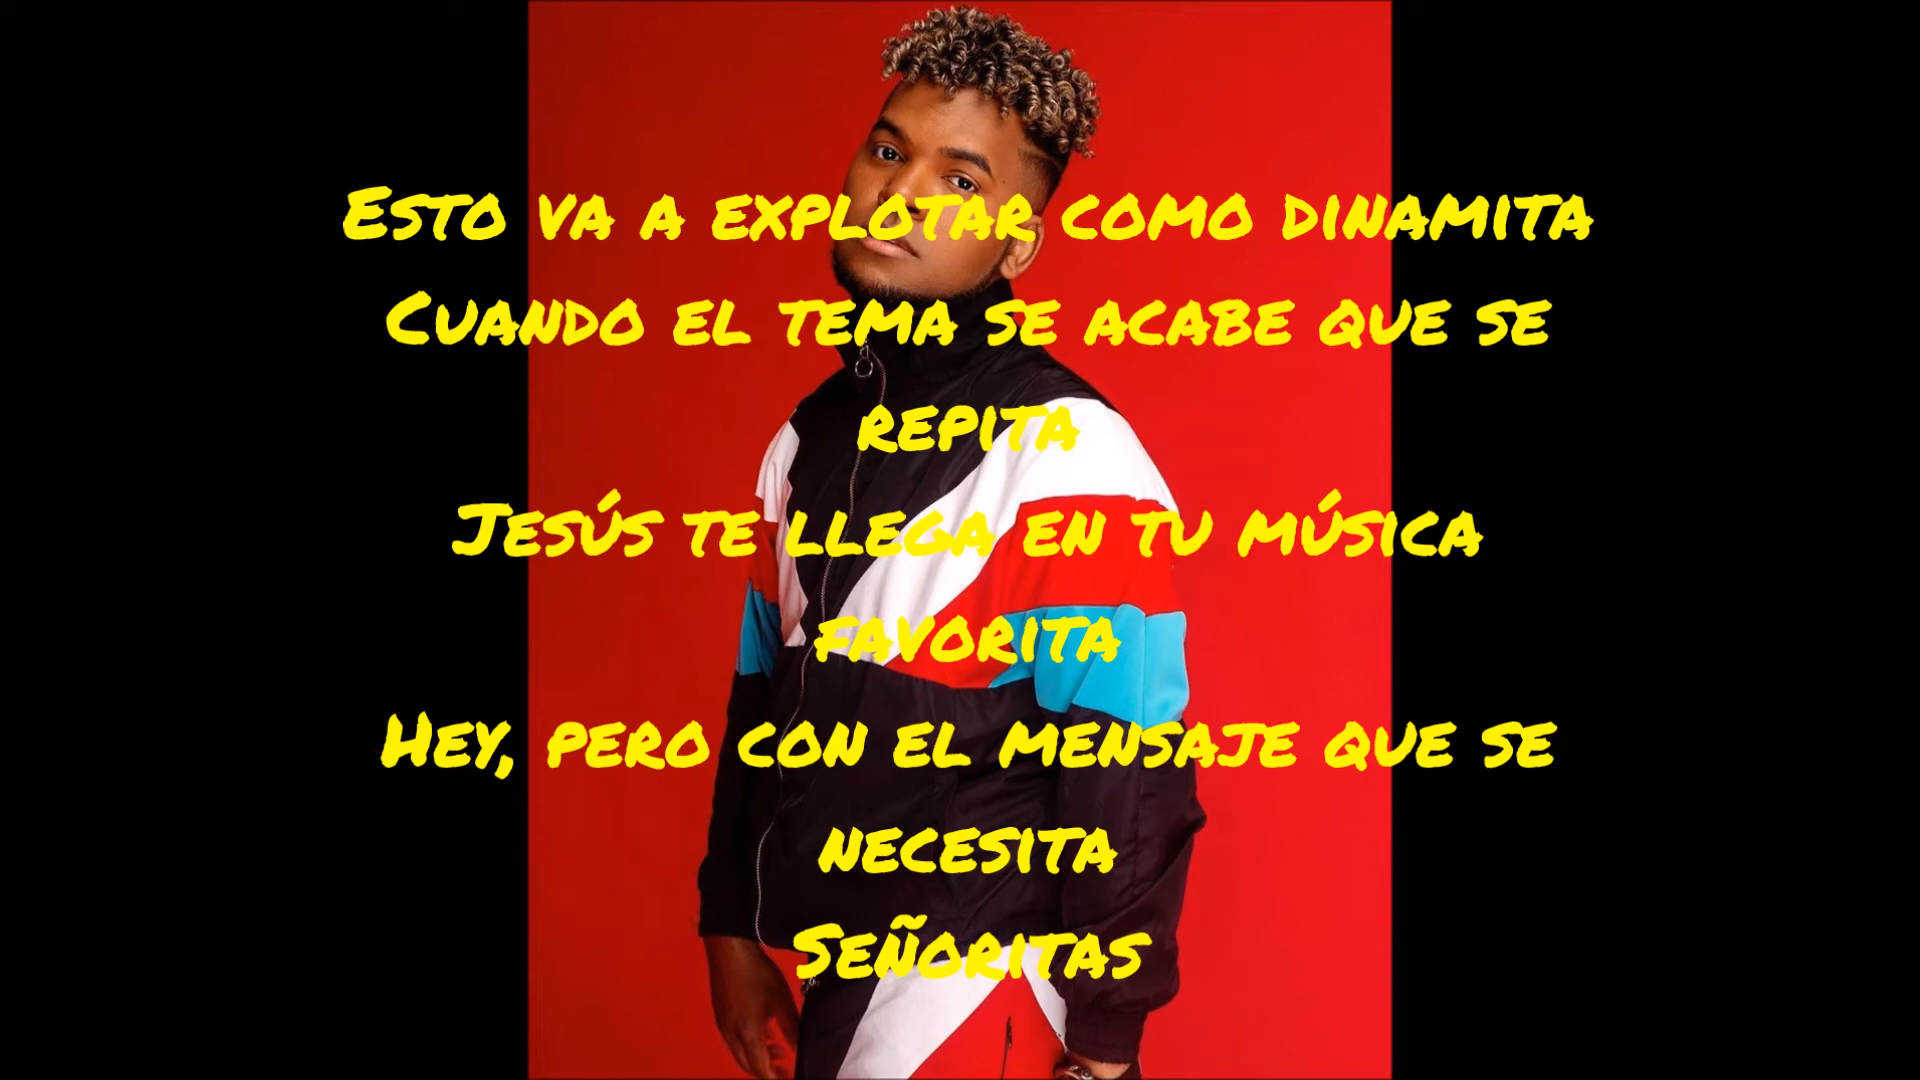 Esto va a explotar como dinamita
Cuando el tema se acabe que se
repita
Jesús te llega en tu música
favorita
Hey, pero con el mensaje que se
necesita
Señoritas